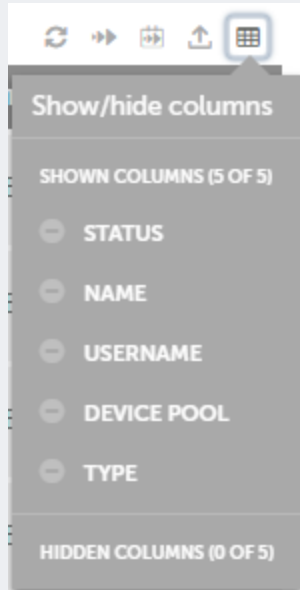 Show/hide columns
SHOWN COLUMNS (5 OF 5)
STATUS
NAME
USERNAME
DEVICE POOL
TYPE
HIDDEN COLUMNS (0 OF 5)